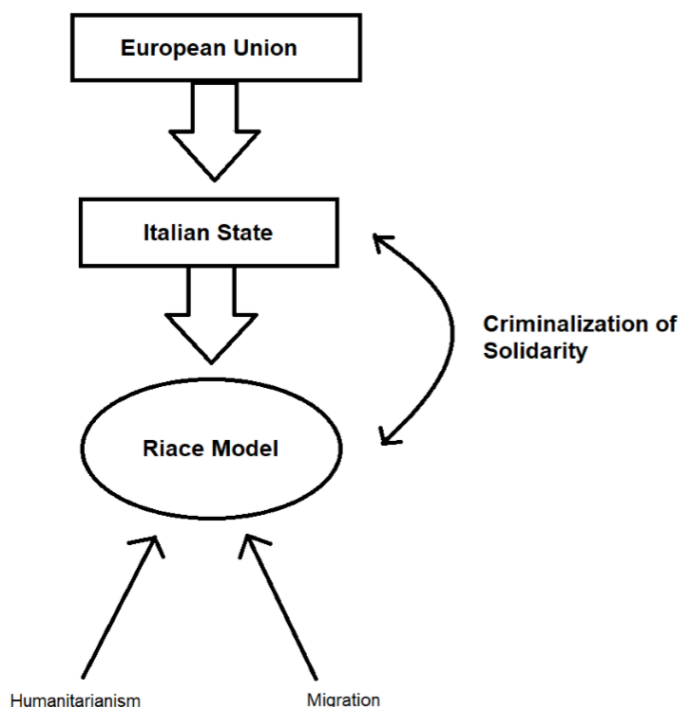 European Union
Italian State
Criminalization of
Solidarity
Riace Model
Humanitarianism
Migration